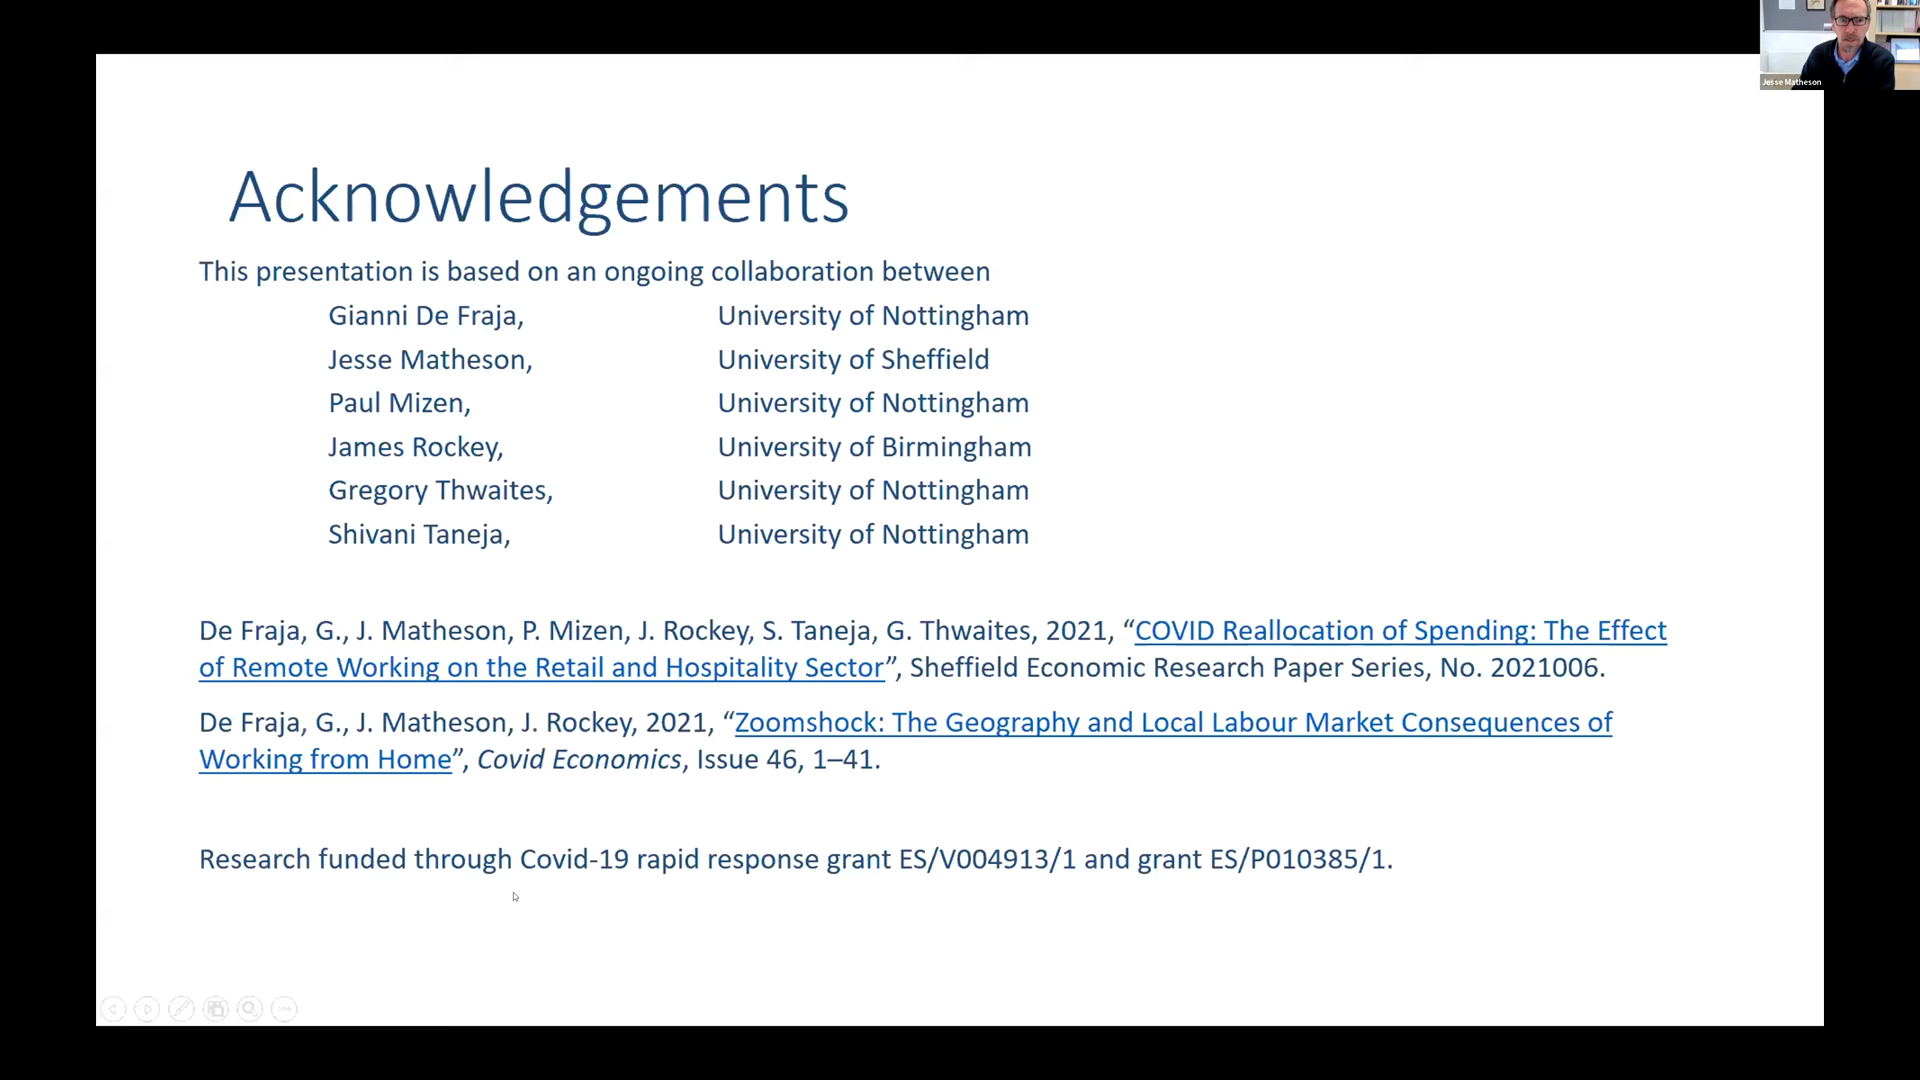 Jesse Matheson
Acknowledgements
This presentation is based on an ongoing collaboration between
Gianni De Fraja, University of Nottingham
Jesse Matheson, University of Sheffield
Paul Mizen, University of Nottingham
James Rockey, University of Birmingham
Gregory Thwaites, University of Nottingham
Shivani Taneja, University of Nottingham
De Fraja, G., J. Matheson, P. Mizen, J. Rockey, S. Taneja, G. Thwaites, 2021, “COVID Reallocation of Spending: The Effect
of Remote Working on the Retail and Hospitality Sector”, Sheffield Economic Research Paper Series, No. 2021006.
De Fraja, G., J. Matheson, J. Rockey, 2021, “Zoomshock: The Geography and Local Labour Market Consequences of
Working from Home”, Covid Economics, Issue 46, 1–41.
Research funded through Covid-19 rapid response grant ES/V004913/1 and grant ES/P010385/1.